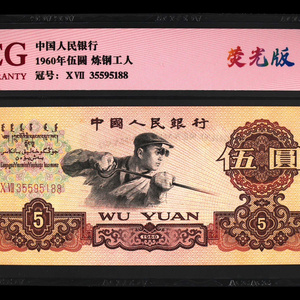 CG
RRANTY
中国人民银行
1960年伍圆 炼钢工人
冠号：XVII 35595188
荧光版
中國人民銀行
XVII 35595188
伍圓
5
WU YUAN
5
1960